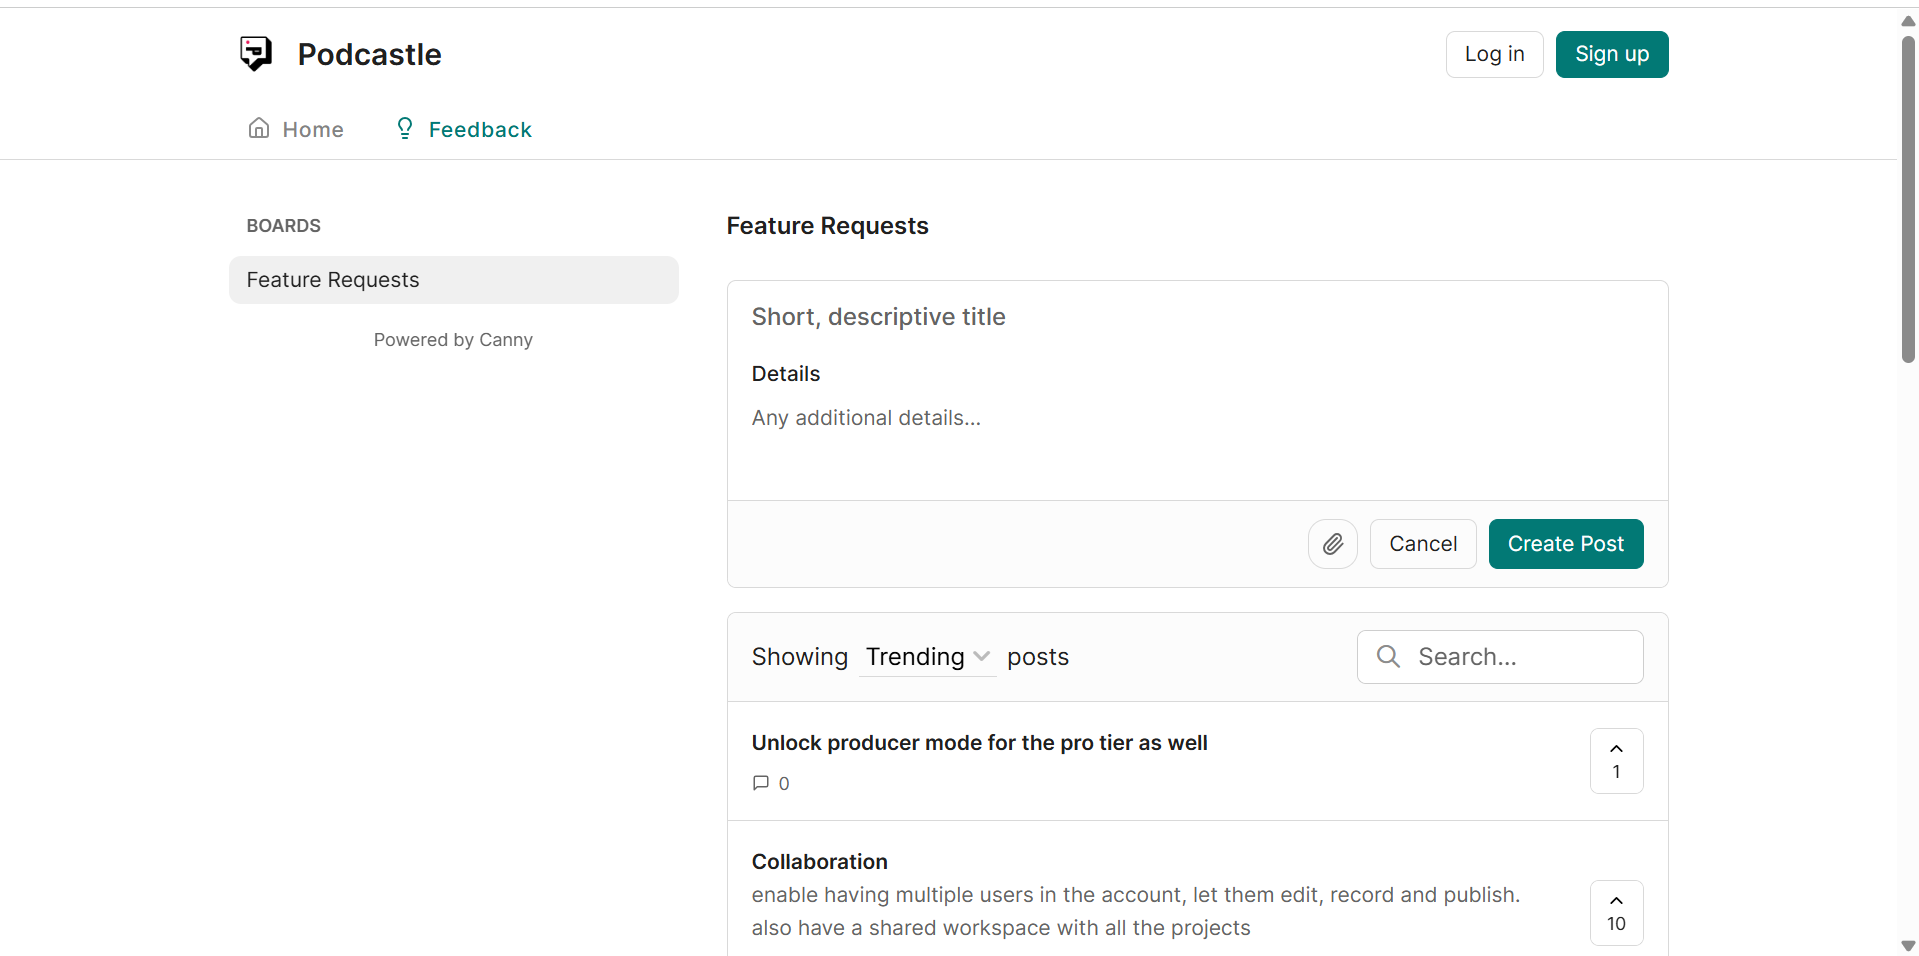 Podcastle
Log in
Sign up
Home
Feedback
BOARDS
Feature Requests
Powered by Canny
Feature Requests
Short, descriptive title
Details
Any additional details...
Cancel
Create Post
Showing Trending posts
Search...
Unlock producer mode for the pro tier as well
0
1
Collaboration
enable having multiple users in the account, let them edit, record and publish.
also have a shared workspace with all the projects
10